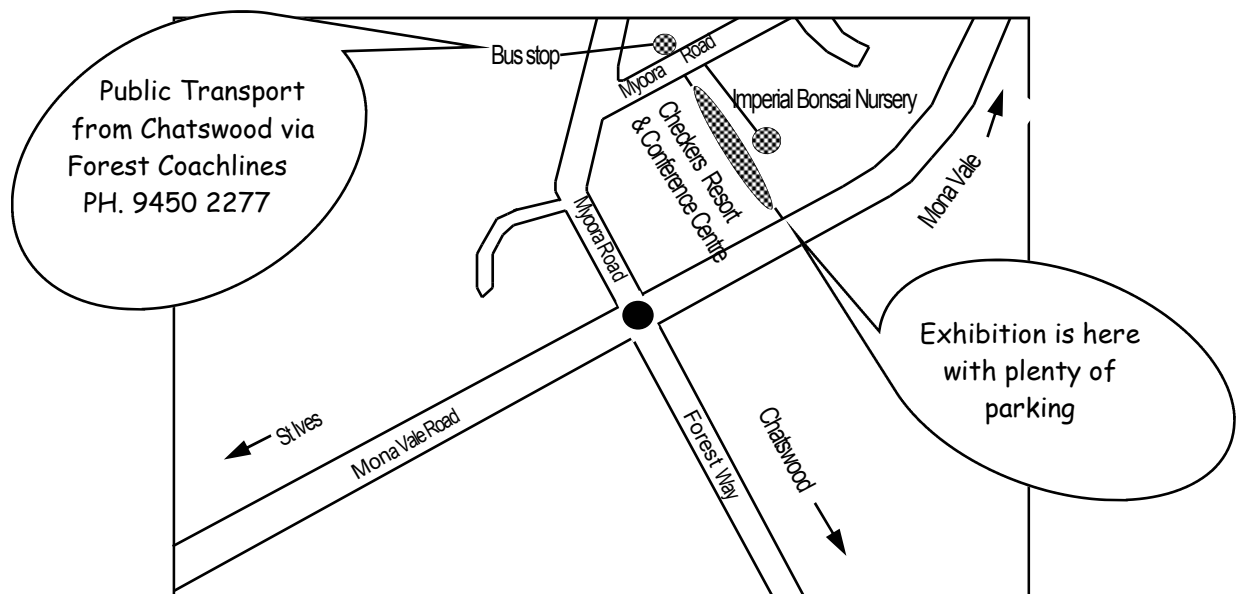 Public Transport
from Chatswood via
Forest Coachlines
PH. 9450 2277
Bus stop
Myoora Road
Imperial Bonsai Nursery
Checkers Resort
& Conference Centre
Mona Vale
Myoora Road
Exhibition is here
with plenty of
parking
St Ives
Mona Vale Road
Forest Way
Chatswood